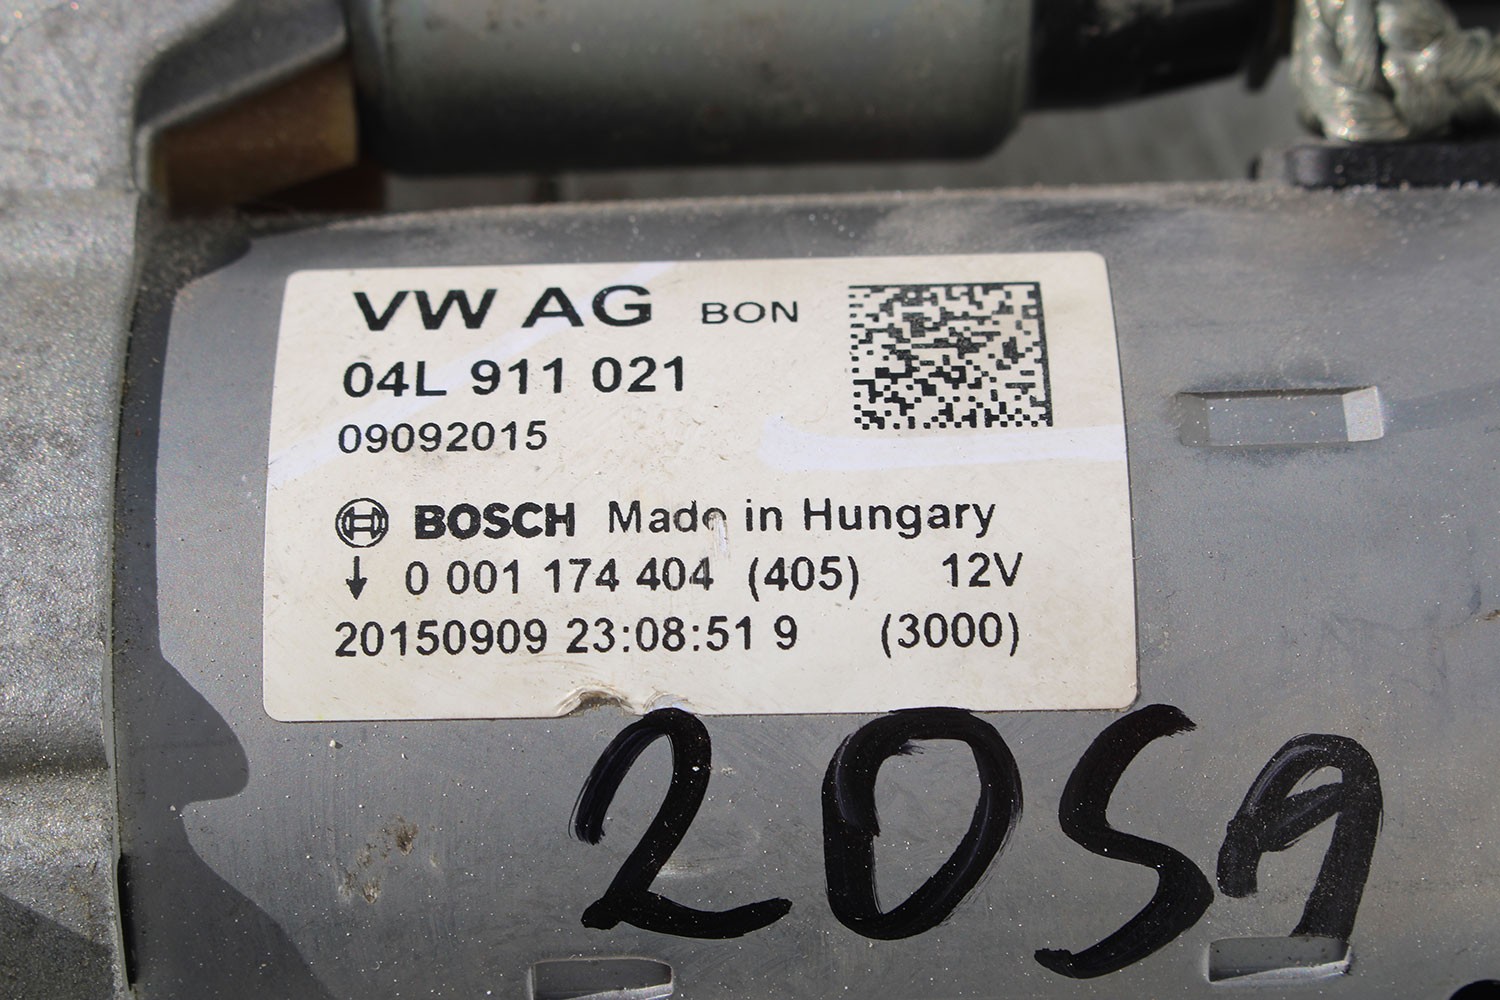 VW AG BON
04L 911 021
09092015
BOSCH Made in Hungary
↓ 0 001 174 404 (405) 12V
20150909 23:08:51 9 (3000)
2059